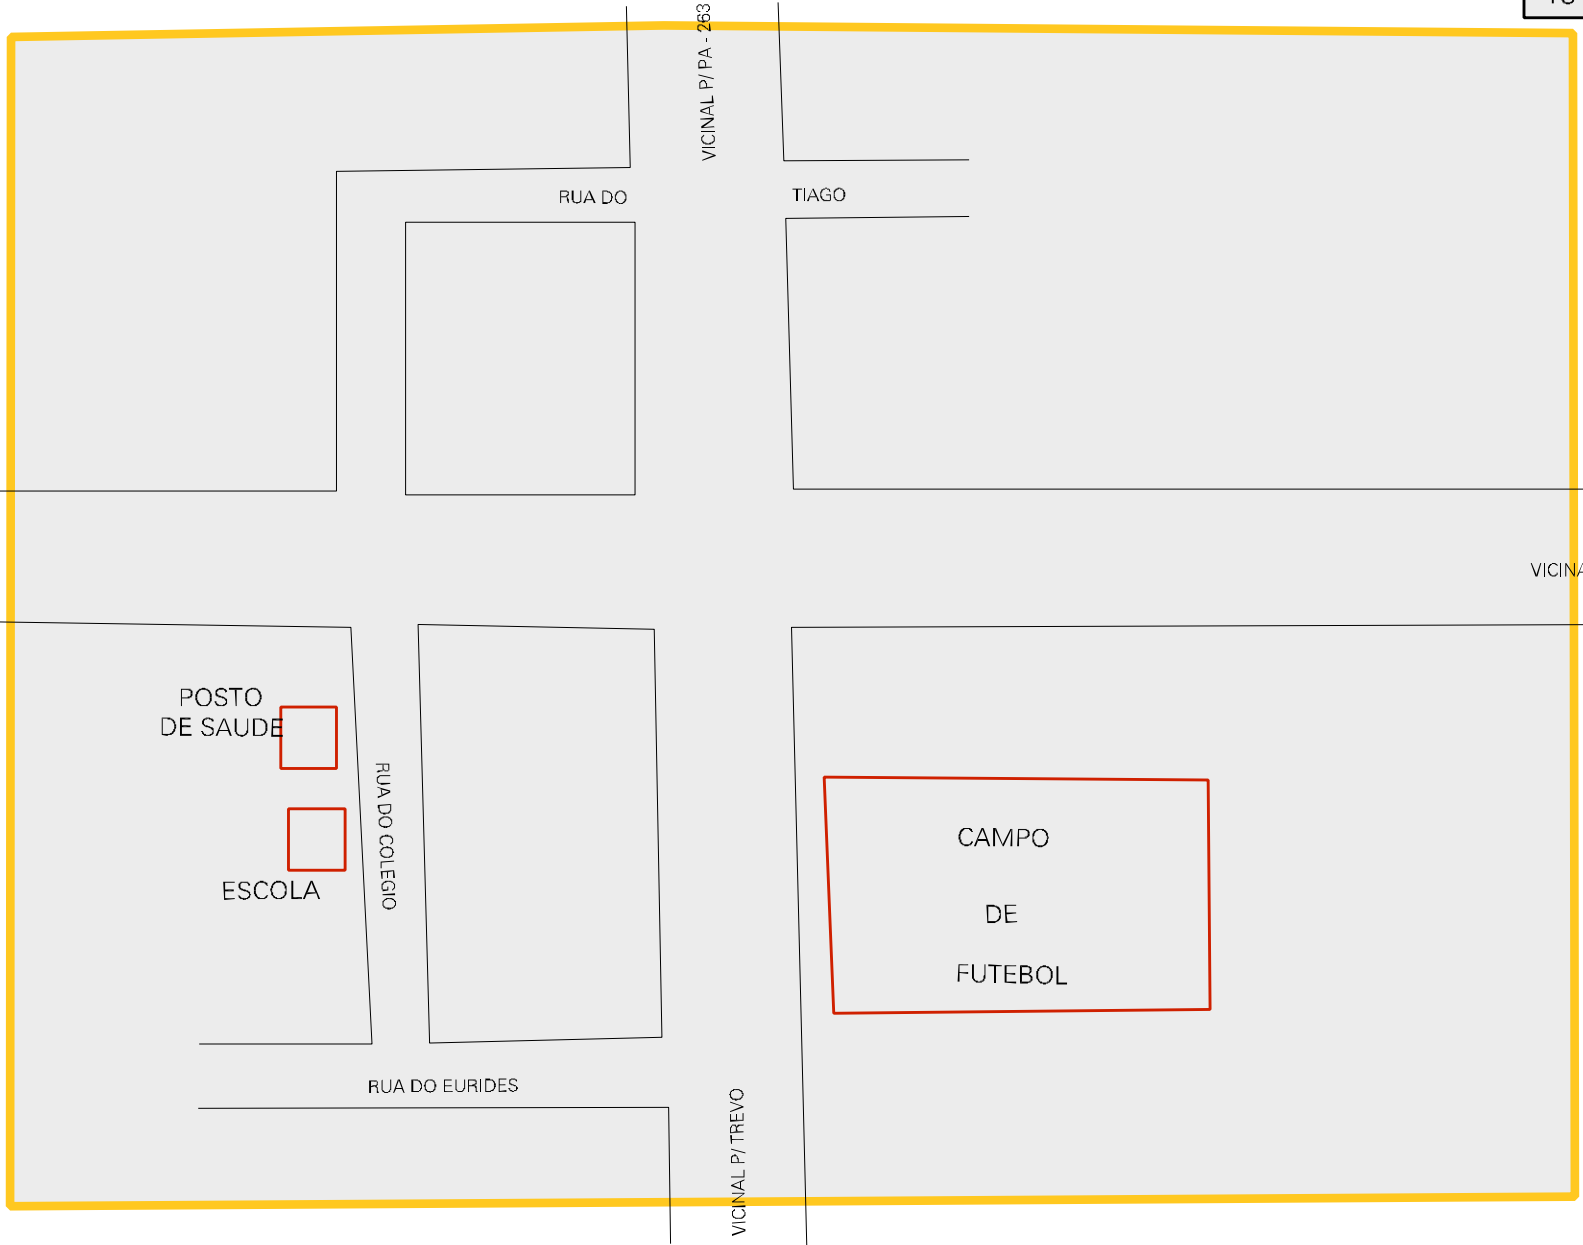 VICINAL P/ PA - 263
RUA DO TIAGO
POSTO
DE SAUDE
RUA DO COLEGIO
ESCOLA
CAMPO
DE
FUTEBOL
RUA DO EURIDES
VICINAL P/ TREVO